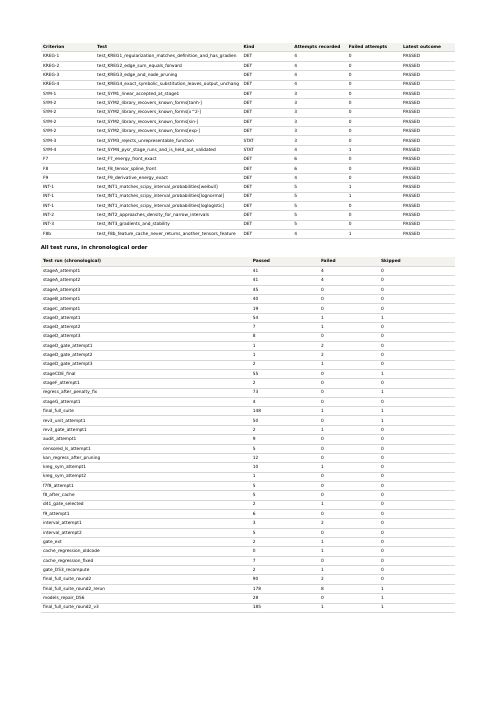 Criterion Test Kind Attempts recorded Failed attempts Latest outcome
KREG-1 test_KREG1_regularization_matches_definition_and_has_gradien DET 4 0 PASSED
KREG-2 test_KREG2_edge_sum_equals_forward DET 4 0 PASSED
KREG-3 test_KREG3_edge_and_node_pruning DET 4 0 PASSED
KREG-4 test_KREG4_exact_symbolic_substitution_leaves_output_unchang DET 4 0 PASSED
SYM-1 test_SYM1_linear_accepted_at_stage1 DET 3 0 PASSED
SYM-2 test_SYM2_library_recovers_known_forms[tanh-] DET 3 0 PASSED
SYM-2 test_SYM2_library_recovers_known_forms[x^2-] DET 3 0 PASSED
SYM-2 test_SYM2_library_recovers_known_forms[sin-] DET 3 0 PASSED
SYM-2 test_SYM2_library_recovers_known_forms[exp-] DET 3 0 PASSED
SYM-3 test_SYM3_rejects_unrepresentable_function STAT 3 0 PASSED
SYM-4 test_SYM4_pysr_stage_runs_and_is_held_out_validated STAT 4 1 PASSED
F7 test_F7_energy_front_exact DET 6 0 PASSED
F8 test_F8_tensor_spline_front DET 6 0 PASSED
F9 test_F9_derivative_energy_exact DET 4 0 PASSED
INT-1 test_INT1_matches_scipy_interval_probabilities[weibull] DET 5 1 PASSED
INT-1 test_INT1_matches_scipy_interval_probabilities[lognormal] DET 5 1 PASSED
INT-1 test_INT1_matches_scipy_interval_probabilities[loglogistic] DET 5 0 PASSED
INT-2 test_INT2_approaches_density_for_narrow_intervals DET 5 0 PASSED
INT-3 test_INT3_gradients_and_stability DET 5 0 PASSED
F8b test_F8b_feature_cache_never_returns_another_tensors_feature DET 4 1 PASSED
All test runs, in chronological order
Test run (chronological) Passed Failed Skipped
stageA_attempt1 41 4 0
stageA_attempt2 41 4 0
stageA_attempt3 45 0 0
stageB_attempt1 40 0 0
stageC_attempt1 19 1 0
stageD_attempt1 54 1 1
stageD_attempt2 7 1 0
stageD_attempt3 8 0 0
stageD_gate_attempt1 1 2 0
stageD_gate_attempt2 1 2 0
stageD_gate_attempt3 2 1 0
stageCDE_final 55 0 1
stageF_attempt1 2 0 0
regress_after_penalty_fix 73 0 1
stageG_attempt1 4 0 0
final_full_suite 148 1 1
rev3_unit_attempt1 50 0 1
rev3_gate_attempt1 2 1 0
audit_attempt1 9 0 0
censored_ls_attempt1 5 0 0
kan_regress_after_pruning 12 0 0
kreg_sym_attempt1 10 1 0
kreg_sym_attempt2 1 0 0
f7f8_attempt1 5 0 0
f8_after_cache 5 0 0
d41_gate_selected 2 1 0
f9_attempt1 6 0 0
interval_attempt1 3 2 0
interval_attempt2 5 0 0
gate_ext 2 1 0
cache_regression_oldcode 0 1 0
cache_regression_fixed 7 0 0
gate_D53_recompute 2 1 0
final_full_suite_round2 90 2 0
final_full_suite_round2_rerun 178 8 1
models_repair_D56 28 0 1
final_full_suite_round2_v3 185 1 1